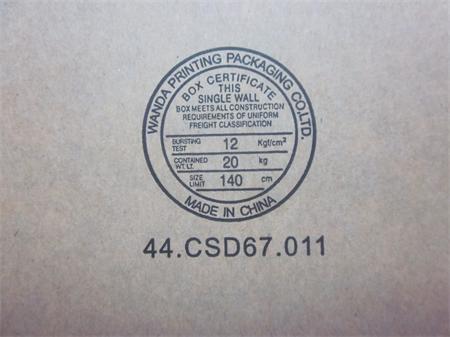 WANDA PRINTING PACKAGING CO.LTD.
BOX CERTIFICATE
THIS
SINGLE WALL
BOX MEETS ALL CONSTRUCTION
REQUIREMENTS OF UNIFORM
FREIGHT CLASSIFICATION
BURSTING TEST 12 Kgf/cm²
CONTAINED WT. LT. 20 kg
SIZE LIMIT 140 cm
MADE IN CHINA
44.CSD67.011